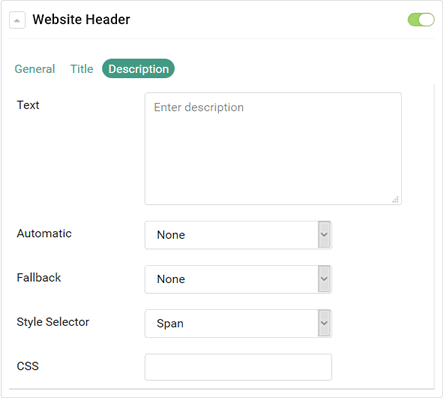 Website Header
General Title Description
Text
Enter description
Automatic None
Fallback None
Style Selector Span
CSS